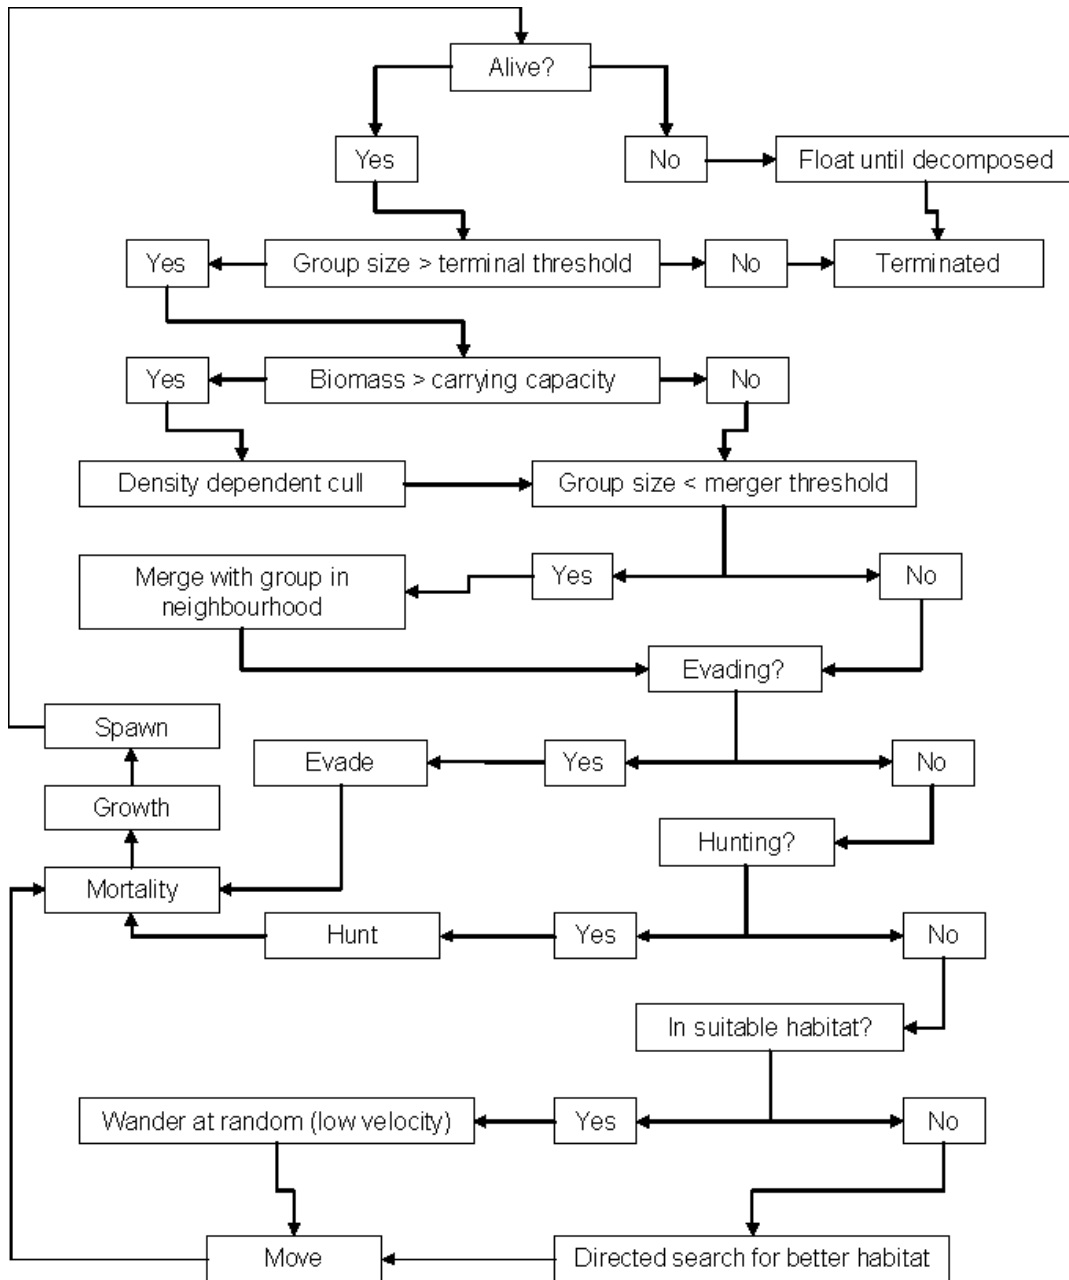 Alive?
Yes
No
Float until decomposed
Yes
Group size > terminal threshold
No
Terminated
Yes
Biomass > carrying capacity
No
Density dependent cull
Group size < merger threshold
Merge with group in
neighbourhood
Yes
No
Evading?
Spawn
Evade
Yes
No
Growth
Hunting?
Mortality
Hunt
Yes
No
In suitable habitat?
Wander at random (low velocity)
Yes
No
Move
Directed search for better habitat